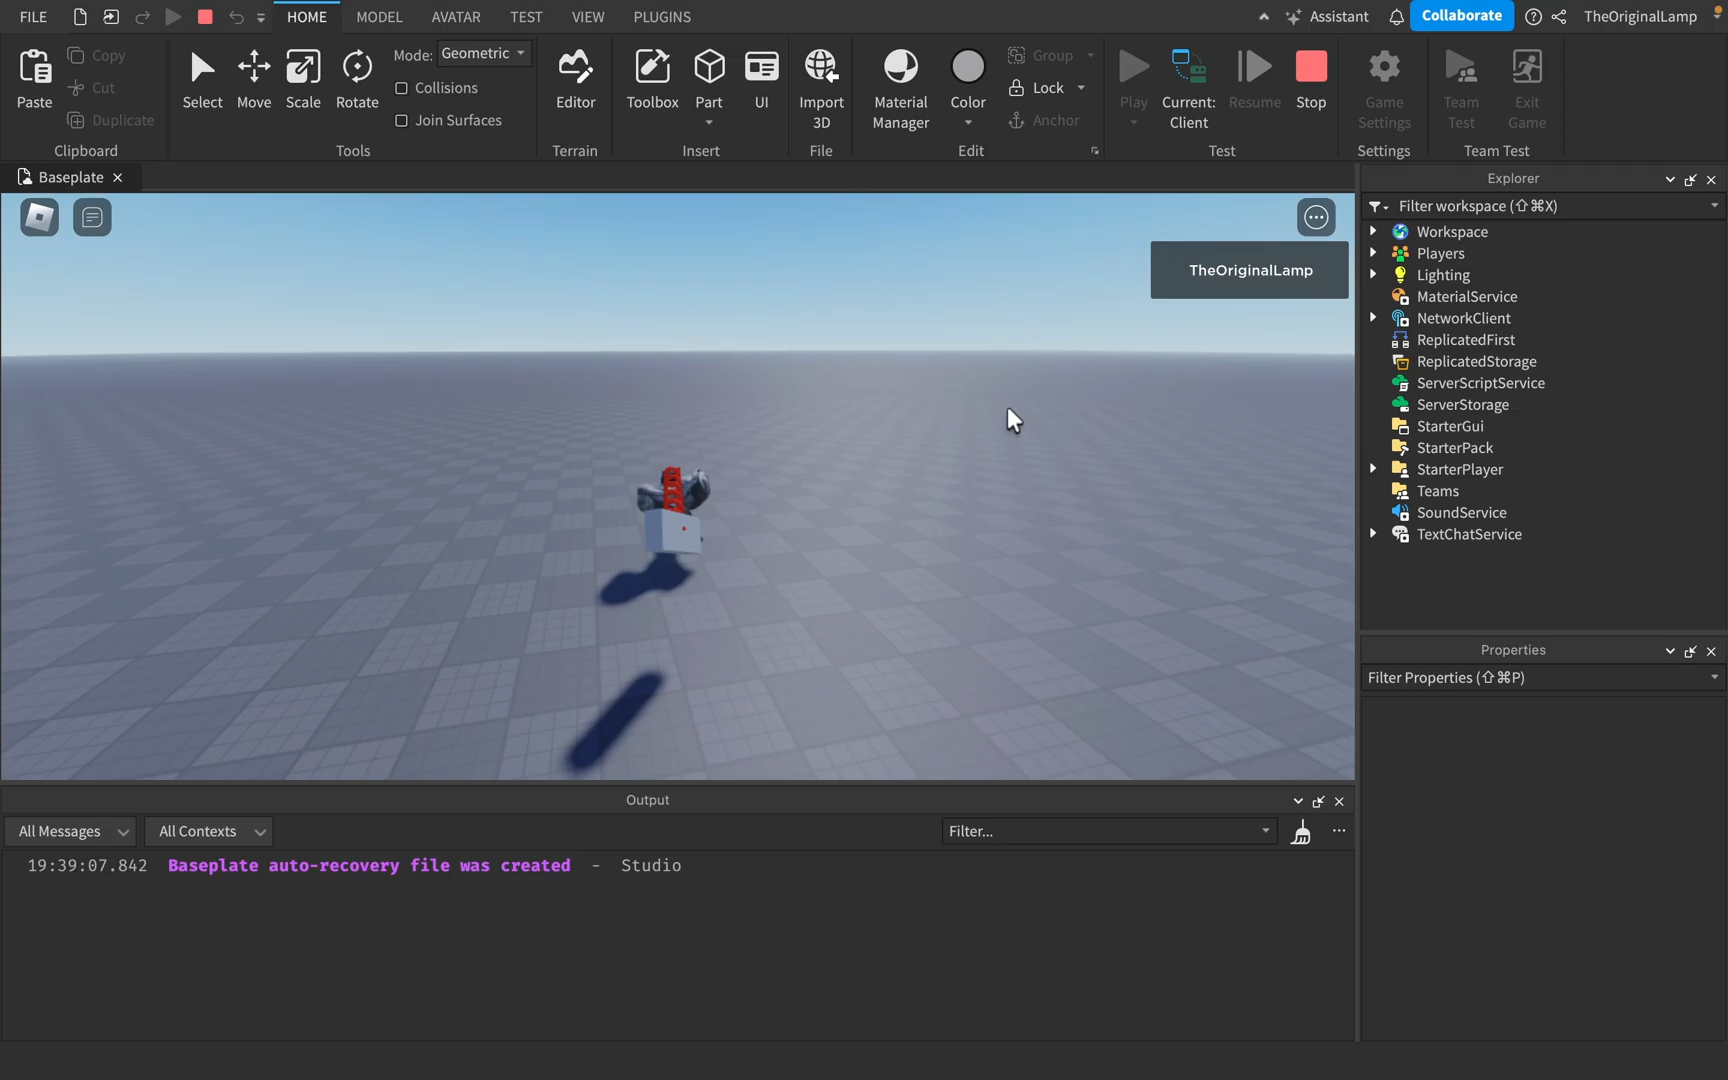 FILE
HOME
MODEL
AVATAR
TEST
VIEW
PLUGINS
Assistant
Collaborate
TheOriginalLamp
Paste
Copy
Cut
Duplicate
Clipboard
Select
Move
Scale
Rotate
Mode: Geometric
Collisions
Join Surfaces
Tools
Editor
Terrain
Toolbox
Part
UI
Insert
Import
3D
File
Material
Manager
Color
Group
Lock
Anchor
Edit
Play
Current:
Client
Resume
Stop
Test
Game
Settings
Settings
Team
Test
Exit
Game
Team Test
Baseplate
TheOriginalLamp
Explorer
Filter workspace (⇧⌘X)
Workspace
Players
Lighting
MaterialService
NetworkClient
ReplicatedFirst
ReplicatedStorage
ServerScriptService
ServerStorage
StarterGui
StarterPack
StarterPlayer
Teams
SoundService
TextChatService
Properties
Filter Properties (⇧⌘P)
Output
All Messages
All Contexts
Filter...
19:39:07.842 Baseplate auto-recovery file was created - Studio